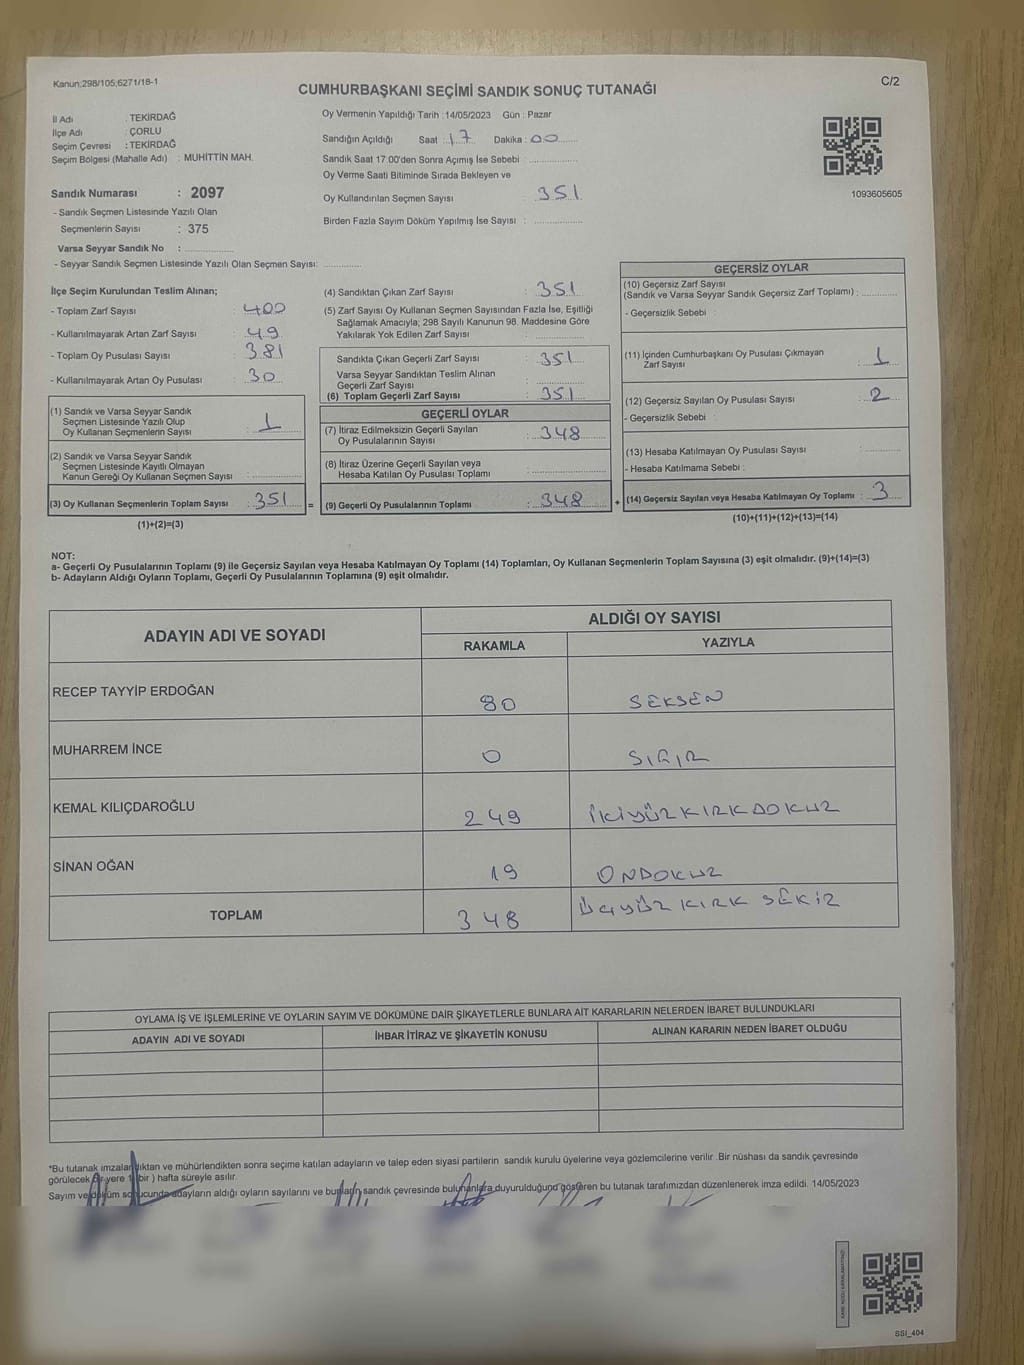 Kanun;298/105;6271/18-1
C/2
CUMHURBAŞKANI SEÇİMİ SANDIK SONUÇ TUTANAĞI
İl Adı : TEKİRDAĞ
İlçe Adı : ÇORLU
Seçim Çevresi : TEKİRDAĞ
Seçim Bölgesi (Mahalle Adı) : MUHİTTİN MAH.
Oy Vermenin Yapıldığı Tarih : 14/05/2023 Gün : Pazar
Sandığın Açıldığı Saat : 17 Dakika : 00
Sandık Saat 17:00'den Sonra Açımış İse Sebebi :
Oy Verme Saati Bitiminde Sırada Bekleyen ve
Oy Kullandırılan Seçmen Sayısı : 351
Birden Fazla Sayım Döküm Yapılmış İse Sayısı :
1093605605
Sandık Numarası : 2097
- Sandık Seçmen Listesinde Yazılı Olan
Seçmenlerin Sayısı : 375
Varsa Seyyar Sandık No :
- Seyyar Sandık Seçmen Listesinde Yazılı Olan Seçmen Sayısı:
İlçe Seçim Kurulundan Teslim Alınan;
- Toplam Zarf Sayısı : 400
- Kullanılmayarak Artan Zarf Sayısı : 49
- Toplam Oy Pusulası Sayısı : 381
- Kullanılmayarak Artan Oy Pusulası : 30
(1) Sandık ve Varsa Seyyar Sandık
Seçmen Listesinde Yazılı Olup
Oy Kullanan Seçmenlerin Sayısı : 1
(2) Sandık ve Varsa Seyyar Sandık
Seçmen Listesinde Kayıtlı Olmayan
Kanun Gereği Oy Kullanan Seçmen Sayısı :
(3) Oy Kullanan Seçmenlerin Toplam Sayısı : 351 =
(1)+(2)=(3)
(4) Sandıktan Çıkan Zarf Sayısı : 351
(5) Zarf Sayısı Oy Kullanan Seçmen Sayısından Fazla İse, Eşitliği
Sağlamak Amacıyla; 298 Sayılı Kanunun 98. Maddesine Göre
Yakılarak Yok Edilen Zarf Sayısı :
Sandıkta Çıkan Geçerli Zarf Sayısı : 351
Varsa Seyyar Sandıktan Teslim Alınan
Geçerli Zarf Sayısı :
(6) Toplam Geçerli Zarf Sayısı : 351
GEÇERLİ OYLAR
(7) İtiraz Edilmeksizin Geçerli Sayılan
Oy Pusulalarının Sayısı : 348
(8) İtiraz Üzerine Geçerli Sayılan veya
Hesaba Katılan Oy Pusulası Toplamı :
(9) Geçerli Oy Pusulalarının Toplamı : 348 +
GEÇERSİZ OYLAR
(10) Geçersiz Zarf Sayısı
(Sandık ve Varsa Seyyar Sandık Geçersiz Zarf Toplamı) :
- Geçersizlik Sebebi :
(11) İçinden Cumhurbaşkanı Oy Pusulası Çıkmayan
Zarf Sayısı : 1
(12) Geçersiz Sayılan Oy Pusulası Sayısı : 2
- Geçersizlik Sebebi :
(13) Hesaba Katılmayan Oy Pusulası Sayısı :
- Hesaba Katılmama Sebebi :
(14) Geçersiz Sayılan veya Hesaba Katılmayan Oy Toplamı : 3
(10)+(11)+(12)+(13)=(14)
NOT:
a- Geçerli Oy Pusulalarının Toplamı (9) ile Geçersiz Sayılan veya Hesaba Katılmayan Oy Toplamı (14) Toplamları, Oy Kullanan Seçmenlerin Toplam Sayısına (3) eşit olmalıdır. (9)+(14)=(3)
b- Adayların Aldığı Oyların Toplamı, Geçerli Oy Pusulalarının Toplamına (9) eşit olmalıdır.
ADAYIN ADI VE SOYADI
ALDIĞI OY SAYISI
RAKAMLA YAZIYLA
RECEP TAYYİP ERDOĞAN 80 SEKSEN
MUHARREM İNCE 0 SIFIR
KEMAL KILIÇDAROĞLU 249 İKİYÜZ KIRK DOKUZ
SİNAN OĞAN 19 ONDOKUZ
TOPLAM 348 ÜÇYÜZ KIRK SEKİZ
OYLAMA İŞ VE İŞLEMLERİNE VE OYLARIN SAYIM VE DÖKÜMÜNE DAİR ŞİKAYETLERLE BUNLARA AİT KARARLARIN NELERDEN İBARET BULUNDUKLARI
ADAYIN ADI VE SOYADI İHBAR İTİRAZ VE ŞİKAYETİN KONUSU ALINAN KARARIN NEDEN İBARET OLDUĞU
*Bu tutanak imzalandıktan ve mühürlendikten sonra seçime katılan adayların ve talep eden siyasi partilerin sandık kurulu üyelerine veya gözlemcilerine verilir .Bir nüshası da sandık çevresinde
görülecek bir yere 1( bir ) hafta süreyle asılır.
Sayım ve döküm sonucunda adayların aldığı oyların sayılarını ve bunların sandık çevresinde bulunanlara duyurulduğunu gösteren bu tutanak tarafımızdan düzenlenerek imza edildi. 14/05/2023
SSI_404